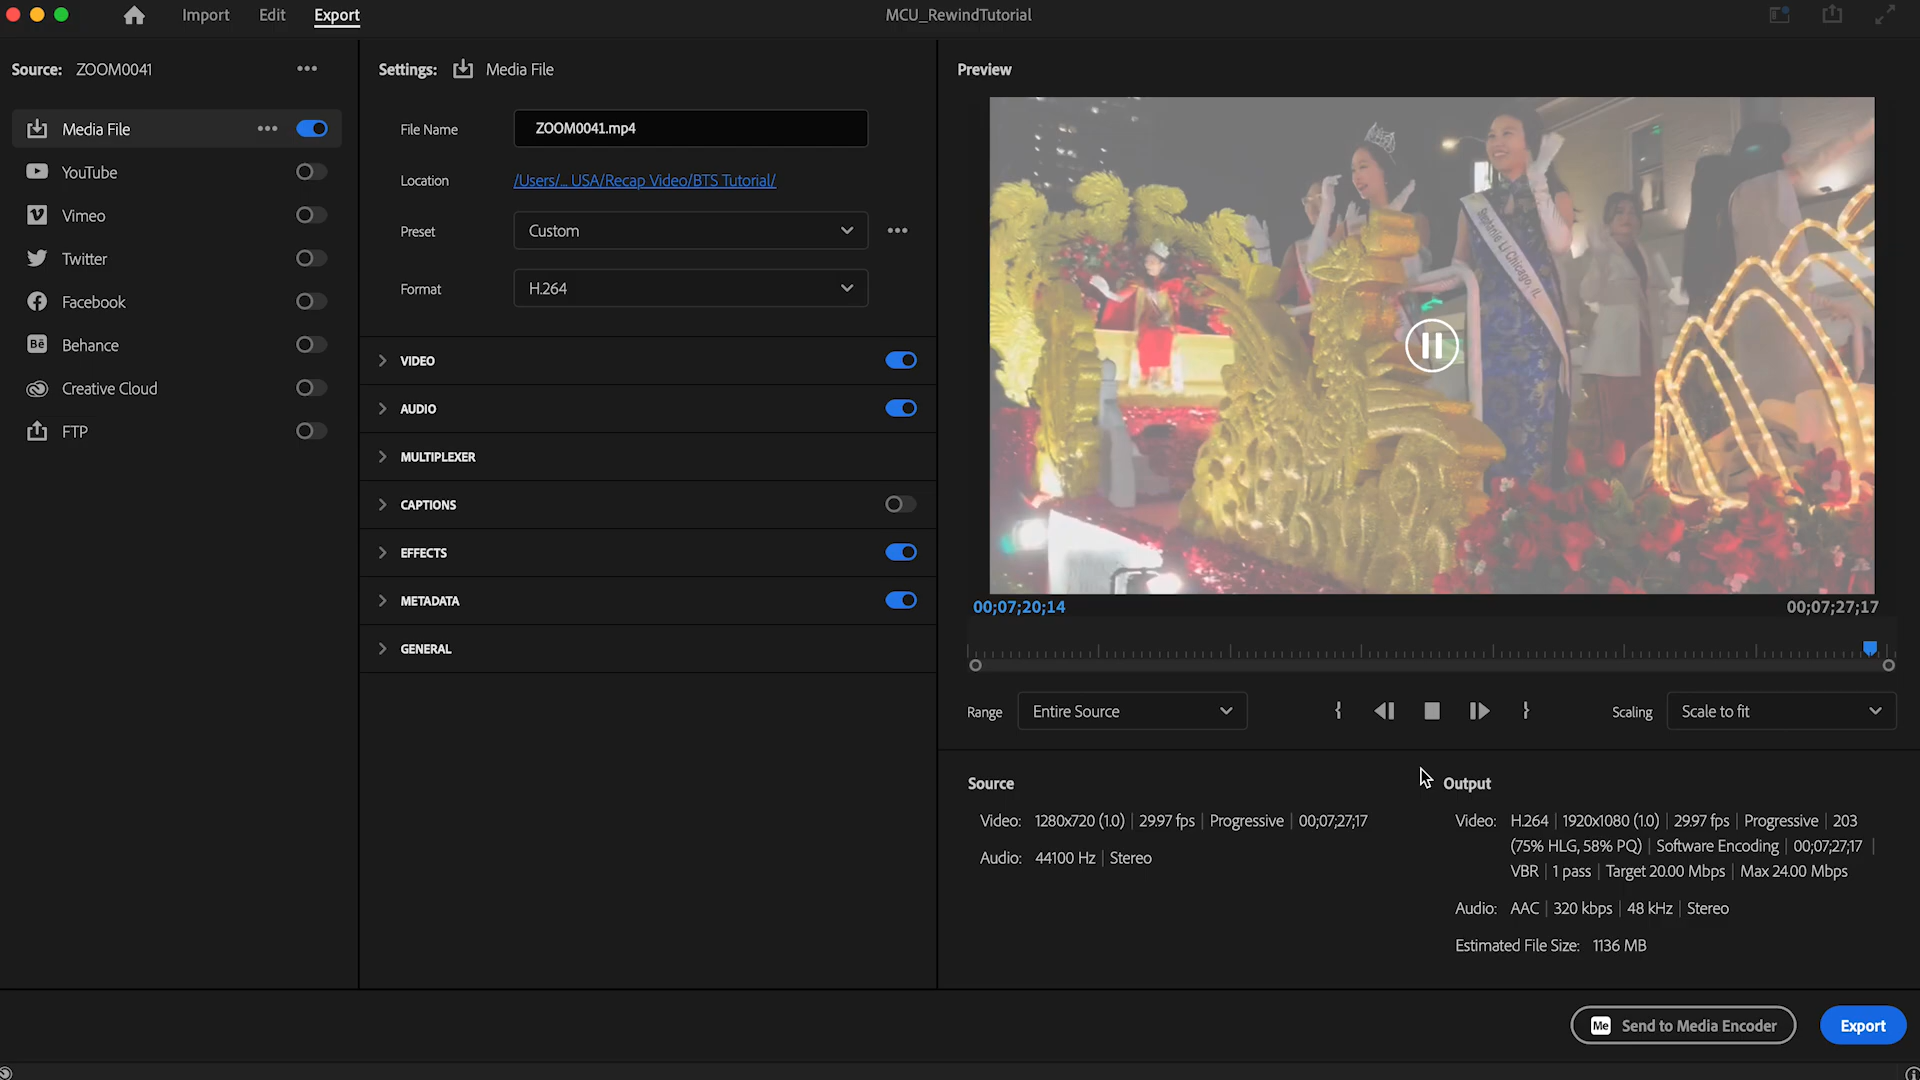 Import Edit Export
MCU_RewindTutorial
Source: ZOOM0041
Media File
YouTube
Vimeo
Twitter
Facebook
Behance
Creative Cloud
FTP
Settings: Media File
File Name ZOOM0041.mp4
Location /Users/... USA/Recap Video/BTS Tutorial/
Preset Custom
Format H.264
VIDEO
AUDIO
MULTIPLEXER
CAPTIONS
EFFECTS
METADATA
GENERAL
Preview
Stephanie Li Chicago, IL
00;07;20;14 00;07;27;17
Range Entire Source Scaling Scale to fit
Source
Video: 1280x720 (1.0) | 29.97 fps | Progressive | 00;07;27;17
Audio: 44100 Hz | Stereo
Output
Video: H.264 | 1920x1080 (1.0) | 29.97 fps | Progressive | 203
(75% HLG, 58% PQ) | Software Encoding | 00;07;27;17 |
VBR | 1 pass | Target 20.00 Mbps | Max 24.00 Mbps
Audio: AAC | 320 kbps | 48 kHz | Stereo
Estimated File Size: 1136 MB
Me Send to Media Encoder Export